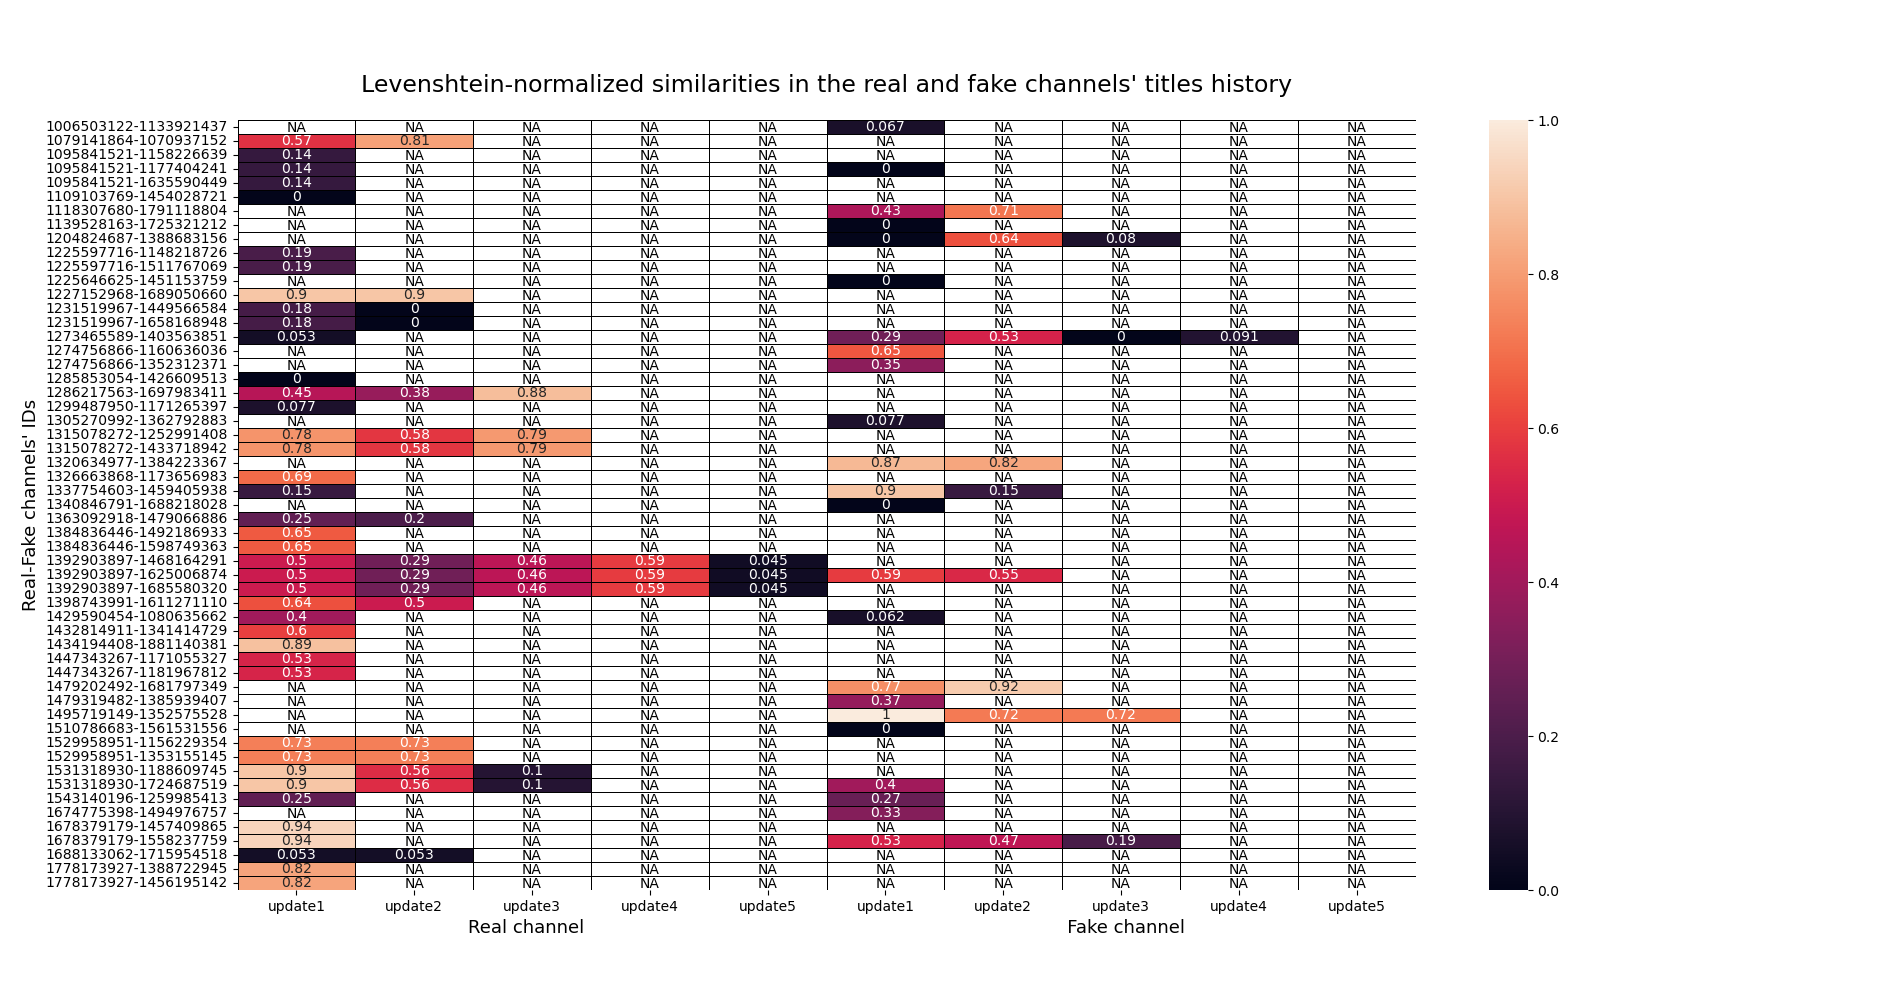 Levenshtein-normalized similarities in the real and fake channels' titles history
1006503122-1133921437 NA NA NA NA NA 0.067 NA NA NA NA 1.0
1079141864-1070937152 0.57 0.81 NA NA NA NA NA NA NA NA
1095841521-1158226639 0.14 NA NA NA NA NA NA NA NA NA
1095841521-1177404241 0.14 NA NA NA NA 0 NA NA NA NA
1095841521-1635590449 0.14 NA NA NA NA NA NA NA NA NA
1109103769-1454028721 0 NA NA NA NA NA NA NA NA NA
1118307680-1791118804 NA NA NA NA NA 0.43 0.71 NA NA NA
1139528163-1725321212 NA NA NA NA NA 0 NA NA NA NA
1204824687-1388683156 NA NA NA NA NA 0 0.64 0.08 NA NA
1225597716-1148218726 0.19 NA NA NA NA NA NA NA NA NA
1225597716-1511767069 0.19 NA NA NA NA NA NA NA NA NA 0.8
1225646625-1451153759 NA NA NA NA NA 0 NA NA NA NA
1227152968-1689050660 0.9 0.9 NA NA NA NA NA NA NA NA
1231519967-1449566584 0.18 0 NA NA NA NA NA NA NA NA
1231519967-1658168948 0.18 0 NA NA NA NA NA NA NA NA
1273465589-1403563851 0.053 NA NA NA NA 0.29 0.53 0 0.091 NA
1274756866-1160636036 NA NA NA NA NA 0.65 NA NA NA NA
1274756866-1352312371 NA NA NA NA NA 0.35 NA NA NA NA
1285853054-1426609513 0 NA NA NA NA NA NA NA NA NA
1286217563-1697983411 0.45 0.38 0.88 NA NA NA NA NA NA NA
1299487950-1171265397 0.077 NA NA NA NA NA NA NA NA NA
1305270992-1362792883 NA NA NA NA NA 0.077 NA NA NA NA 0.6
1315078272-1252991408 0.78 0.58 0.79 NA NA NA NA NA NA NA
1315078272-1433718942 0.78 0.58 0.79 NA NA NA NA NA NA NA
1320634977-1384223367 NA NA NA NA NA 0.87 0.82 NA NA NA
1326663868-1173656983 0.69 NA NA NA NA NA NA NA NA NA
1337754603-1459405938 0.15 NA NA NA NA 0.9 0.15 NA NA NA
1340846791-1688218028 NA NA NA NA NA 0 NA NA NA NA
1363092918-1479066886 0.25 0.2 NA NA NA NA NA NA NA NA
1384836446-1492186933 0.65 NA NA NA NA NA NA NA NA NA
1384836446-1598749363 0.65 NA NA NA NA NA NA NA NA NA
1392903897-1468164291 0.5 0.29 0.46 0.59 0.045 NA NA NA NA NA
1392903897-1625006874 0.5 0.29 0.46 0.59 0.045 0.59 0.55 NA NA NA
1392903897-1685580320 0.5 0.29 0.46 0.59 0.045 NA NA NA NA NA 0.4
1398743991-1611271110 0.64 0.5 NA NA NA NA NA NA NA NA
1429590454-1080635662 0.4 NA NA NA NA 0.062 NA NA NA NA
1432814911-1341414729 0.6 NA NA NA NA NA NA NA NA NA
1434194408-1881140381 0.89 NA NA NA NA NA NA NA NA NA
1447343267-1171055327 0.53 NA NA NA NA NA NA NA NA NA
1447343267-1181967812 0.53 NA NA NA NA NA NA NA NA NA
1479202492-1681797349 NA NA NA NA NA 0.77 0.92 NA NA NA
1479319482-1385939407 NA NA NA NA NA 0.37 NA NA NA NA
1495719149-1352575528 NA NA NA NA NA 1 0.72 0.72 NA NA
1510786683-1561531556 NA NA NA NA NA 0 NA NA NA NA
1529958951-1156229354 0.73 0.73 NA NA NA NA NA NA NA NA 0.2
1529958951-1353155145 0.73 0.73 NA NA NA NA NA NA NA NA
1531318930-1188609745 0.9 0.56 0.1 NA NA NA NA NA NA NA
1531318930-1724687519 0.9 0.56 0.1 NA NA 0.4 NA NA NA NA
1543140196-1259985413 0.25 NA NA NA NA 0.27 NA NA NA NA
1674775398-1494976757 NA NA NA NA NA 0.33 NA NA NA NA
1678379179-1457409865 0.94 NA NA NA NA NA NA NA NA NA
1678379179-1558237759 0.94 NA NA NA NA 0.53 0.47 0.19 NA NA
1688133062-1715954518 0.053 0.053 NA NA NA NA NA NA NA NA
1778173927-1388722945 0.82 NA NA NA NA NA NA NA NA NA
1778173927-1456195142 0.82 NA NA NA NA NA NA NA NA NA 0.0
update1 update2 update3 update4 update5 update1 update2 update3 update4 update5
Real channel Fake channel
Real-Fake channels' IDs